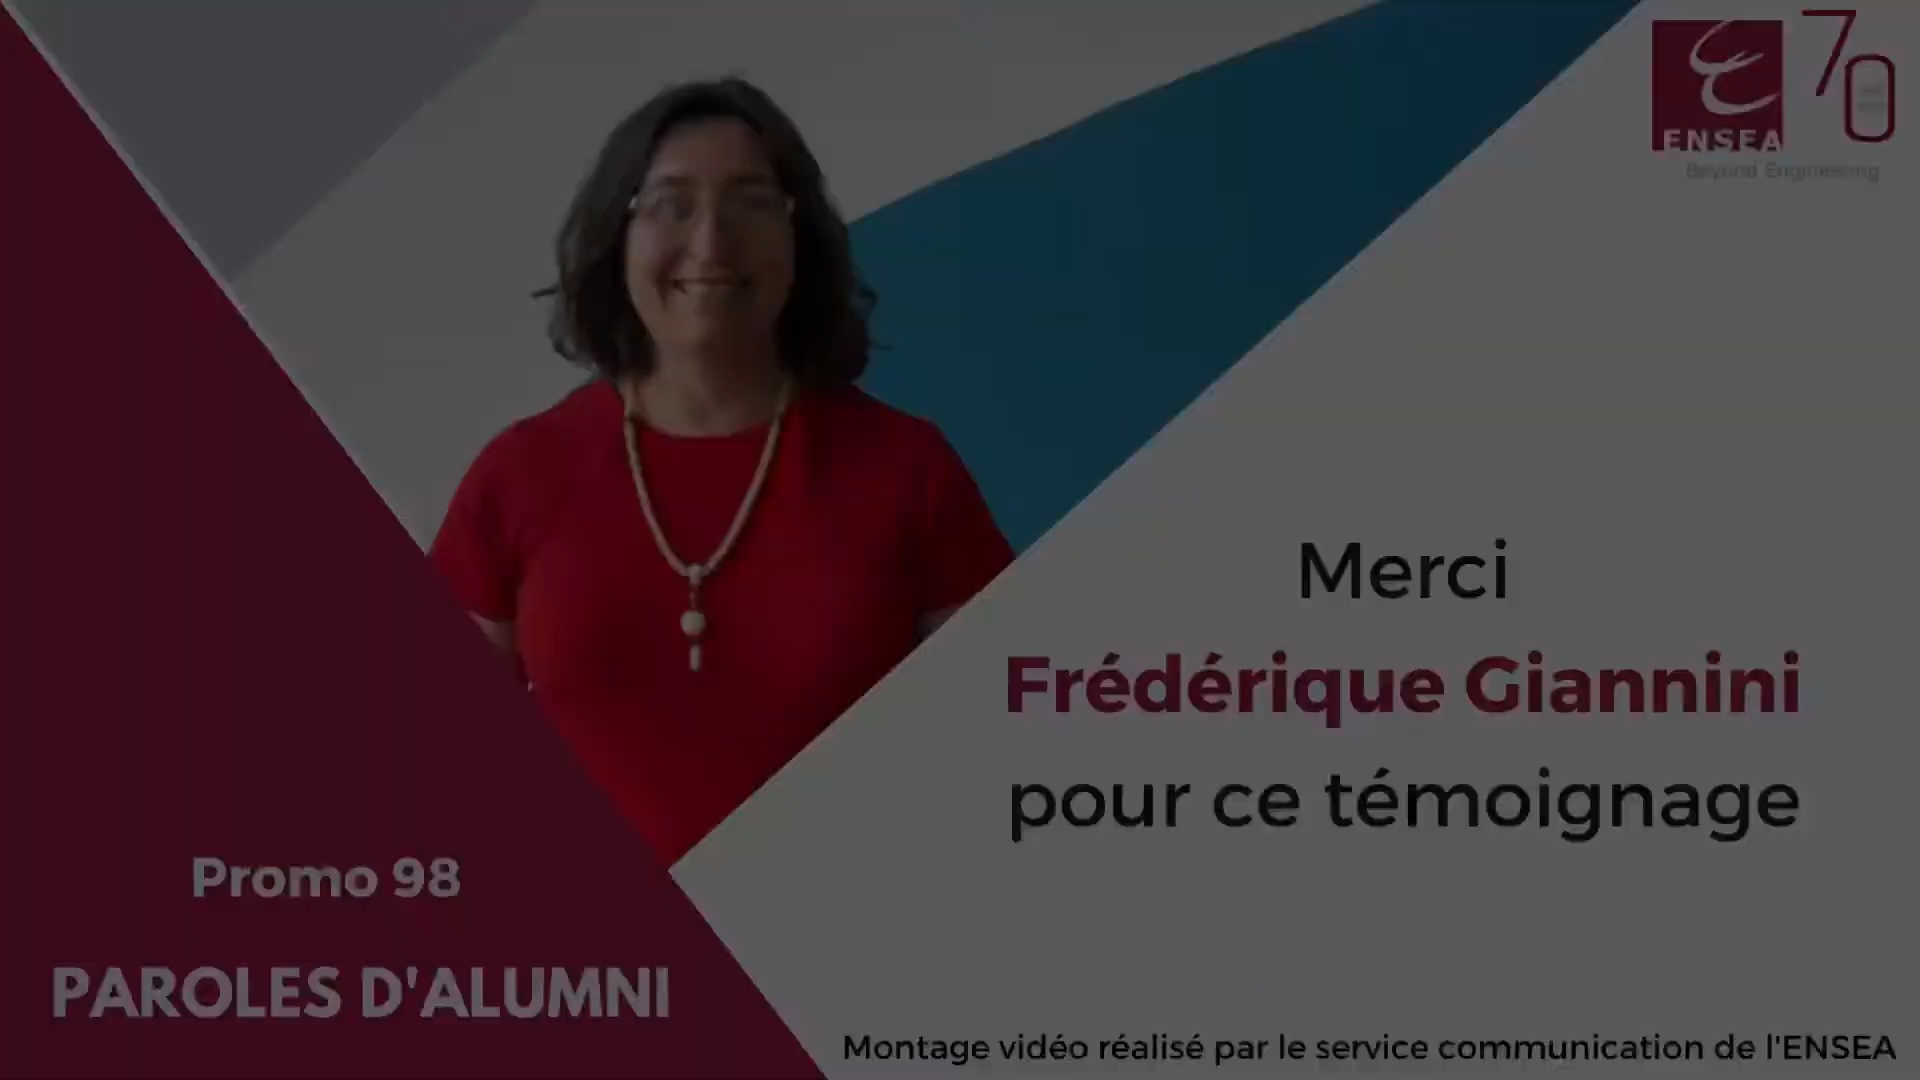 70
ENSEA
Beyond Engineering
Merci
Frédérique Giannini
pour ce témoignage
Promo 98
PAROLES D'ALUMNI
Montage vidéo réalisé par le service communication de l'ENSEA